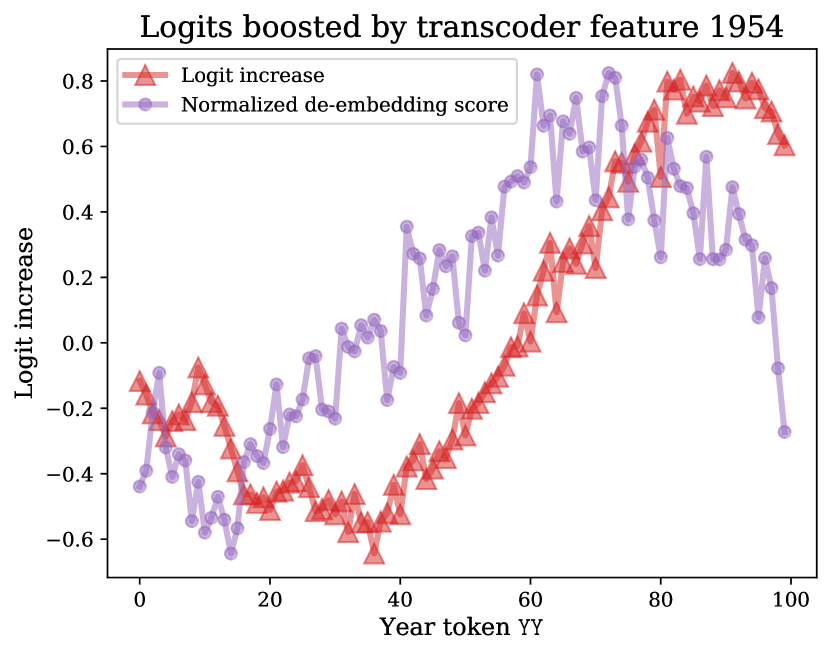 Logits boosted by transcoder feature 1954
Logit increase
Normalized de-embedding score
Logit increase
0.8
0.6
0.4
0.2
0.0
−0.2
−0.4
−0.6
0 20 40 60 80 100
Year token YY